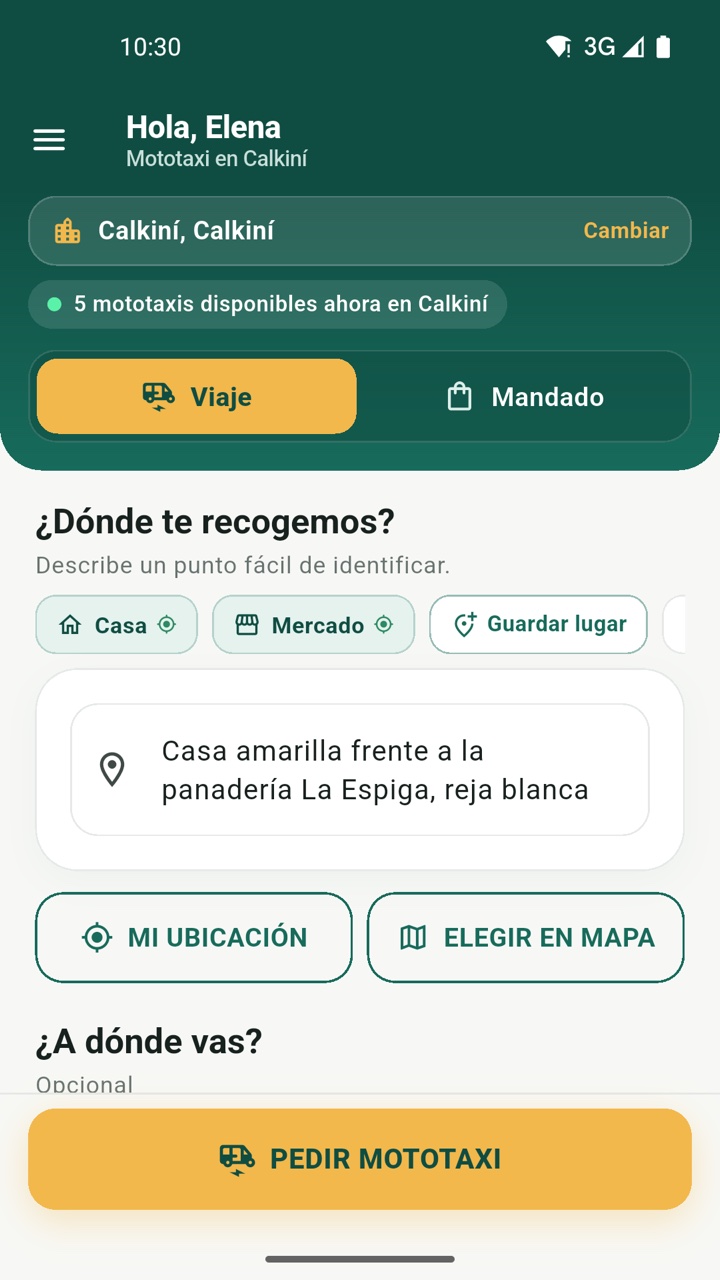 10:30
3G
Hola, Elena
Mototaxi en Calkiní
Calkiní, Calkiní
Cambiar
5 mototaxis disponibles ahora en Calkiní
Viaje
Mandado
¿Dónde te recogemos?
Describe un punto fácil de identificar.
Casa
Mercado
Guardar lugar
Casa amarilla frente a la
panadería La Espiga, reja blanca
MI UBICACIÓN
ELEGIR EN MAPA
¿A dónde vas?
Opcional
PEDIR MOTOTAXI